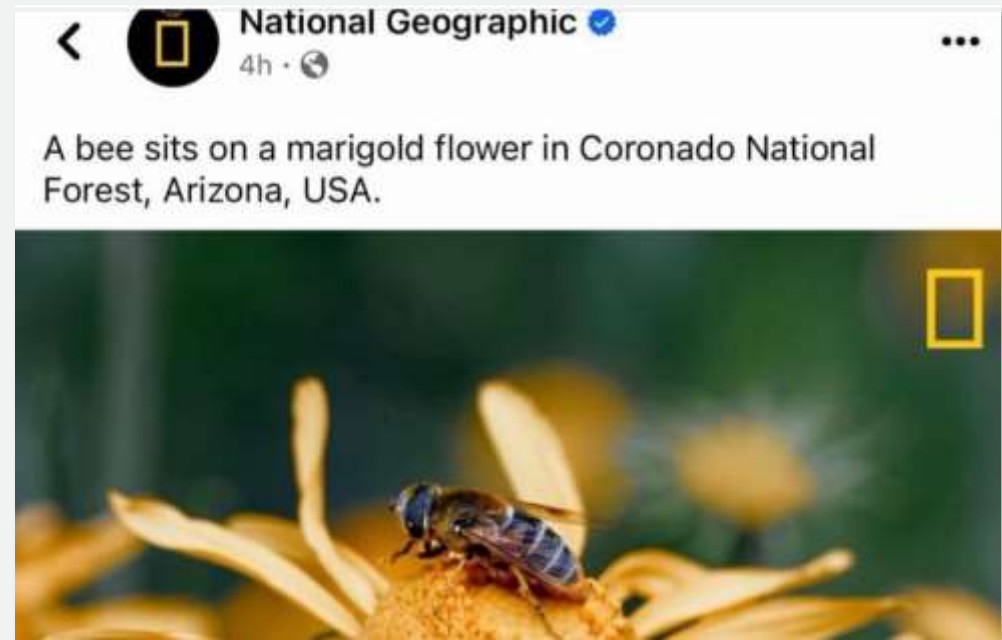 National Geographic
4h ·
A bee sits on a marigold flower in Coronado National
Forest, Arizona, USA.